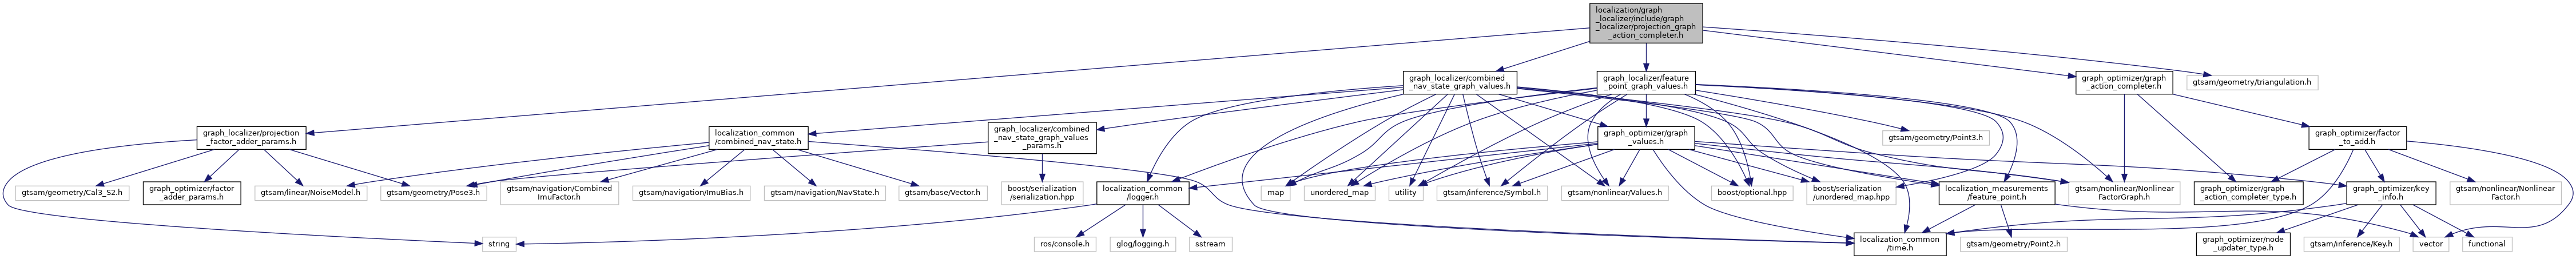 localization/graph
_localizer/include/graph
_localizer/projection_graph
_action_completer.h
graph_localizer/combined
_nav_state_graph_values.h
graph_localizer/feature
_point_graph_values.h
graph_optimizer/graph
_action_completer.h
gtsam/geometry/triangulation.h
graph_localizer/projection
_factor_adder_params.h
localization_common
/combined_nav_state.h
graph_localizer/combined
_nav_state_graph_values
_params.h
graph_optimizer/graph
_values.h
gtsam/geometry/Point3.h
graph_optimizer/factor
_to_add.h
gtsam/geometry/Cal3_S2.h
graph_optimizer/factor
_adder_params.h
gtsam/linear/NoiseModel.h
gtsam/geometry/Pose3.h
gtsam/navigation/Combined
ImuFactor.h
gtsam/navigation/ImuBias.h
gtsam/navigation/NavState.h
gtsam/base/Vector.h
boost/serialization
/serialization.hpp
localization_common
/logger.h
map
unordered_map
utility
gtsam/inference/Symbol.h
gtsam/nonlinear/Values.h
boost/optional.hpp
boost/serialization
/unordered_map.hpp
localization_measurements
/feature_point.h
gtsam/nonlinear/Nonlinear
FactorGraph.h
graph_optimizer/graph
_action_completer_type.h
graph_optimizer/key
_info.h
gtsam/nonlinear/Nonlinear
Factor.h
string
ros/console.h
glog/logging.h
sstream
localization_common
/time.h
gtsam/geometry/Point2.h
graph_optimizer/node
_updater_type.h
gtsam/inference/Key.h
vector
functional